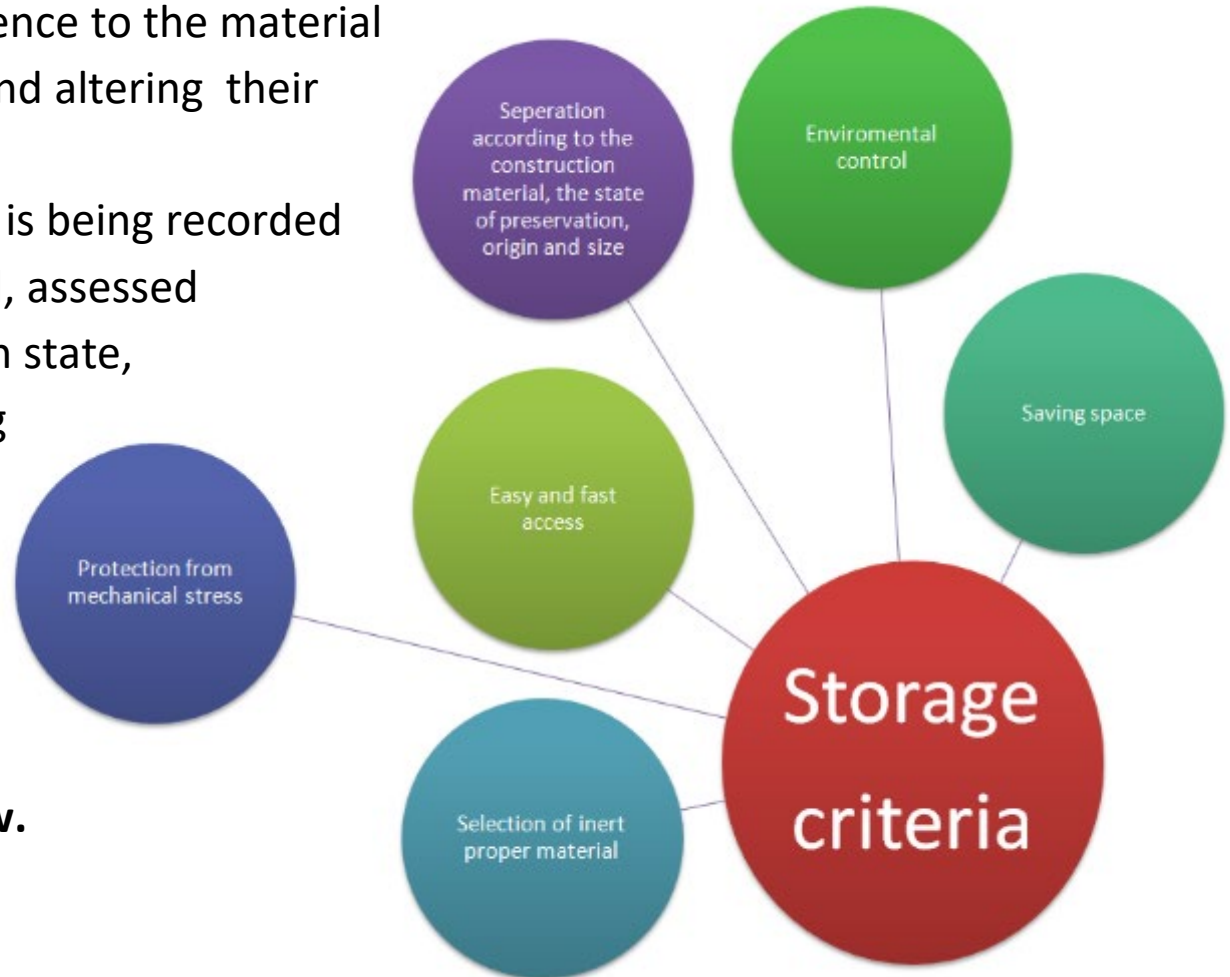 ence to the material
nd altering their
is being recorded
, assessed
n state,
g
v.
Seperation
according to the
construction
material, the state
of preservation,
origin and size
Enviromental
control
Saving space
Easy and fast
access
Protection from
mechanical stress
Selection of inert
proper material
Storage
criteria